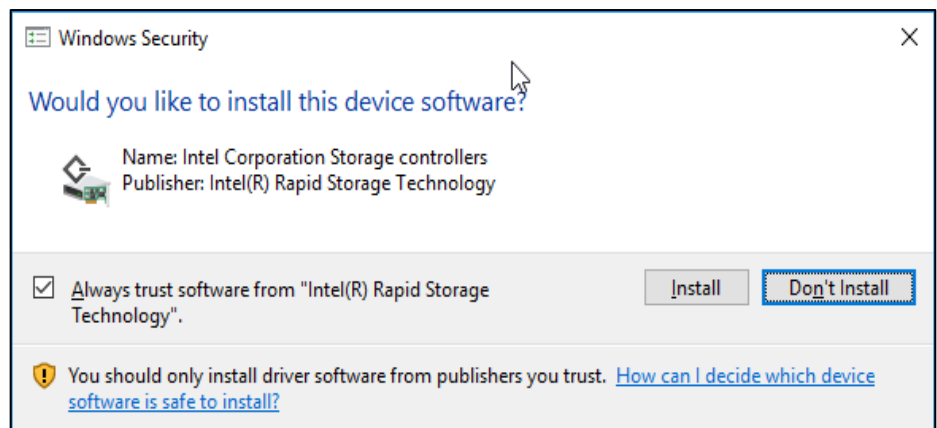 Windows Security
Would you like to install this device software?
Name: Intel Corporation Storage controllers
Publisher: Intel(R) Rapid Storage Technology
Always trust software from "Intel(R) Rapid Storage
Technology".
Install
Don't Install
You should only install driver software from publishers you trust. How can I decide which device
software is safe to install?